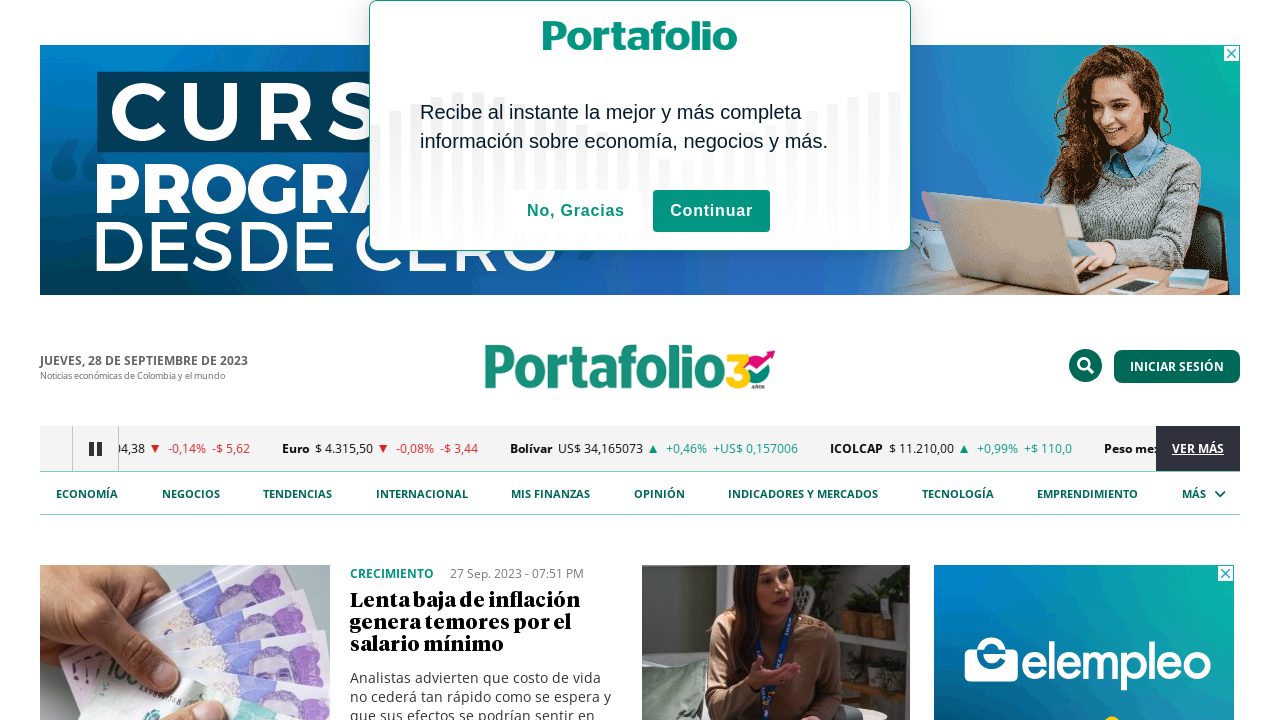 Portafolio
Recibe al instante la mejor y más completa
información sobre economía, negocios y más.
No, Gracias
Continuar
DESDE CERO
JUEVES, 28 DE SEPTIEMBRE DE 2023
Noticias económicas de Colombia y el mundo
Portafolio 30 AÑOS
INICIAR SESIÓN
4,38 ▼ -0,14% -$ 5,62
Euro $ 4.315,50 ▼ -0,08% -$ 3,44
Bolívar US$ 34,165073 ▲ +0,46% +US$ 0,157006
ICOLCAP $ 11.210,00 ▲ +0,99% +$ 110,0
Peso
VER MÁS
ECONOMÍA
NEGOCIOS
TENDENCIAS
INTERNACIONAL
MIS FINANZAS
OPINIÓN
INDICADORES Y MERCADOS
TECNOLOGÍA
EMPRENDIMIENTO
MÁS
CRECIMIENTO 27 Sep. 2023 - 07:51 PM
Lenta baja de inflación
genera temores por el
salario mínimo
Analistas advierten que costo de vida
no cederá tan rápido como se espera y
que sus efectos se podrían sentir en
elempleo